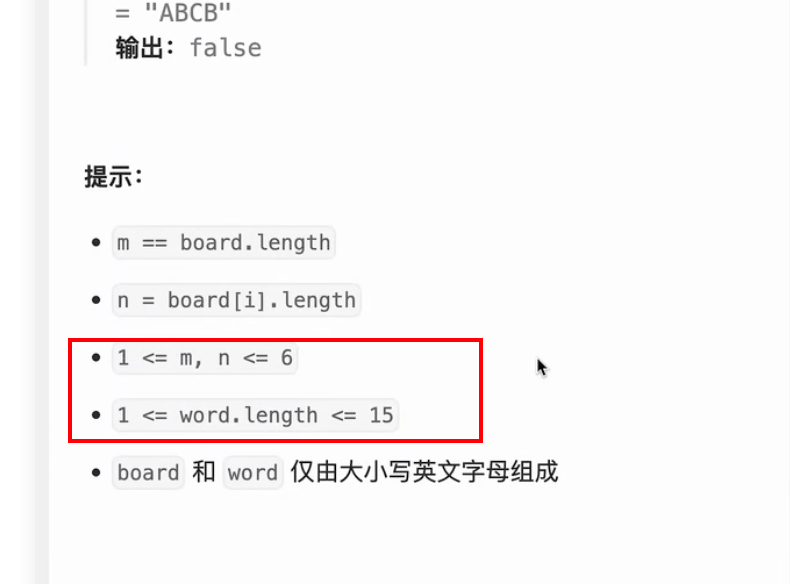 = "ABCB"
输出：false
提示：
m == board.length
n = board[i].length
1 <= m, n <= 6
1 <= word.length <= 15
board 和 word 仅由大小写英文字母组成